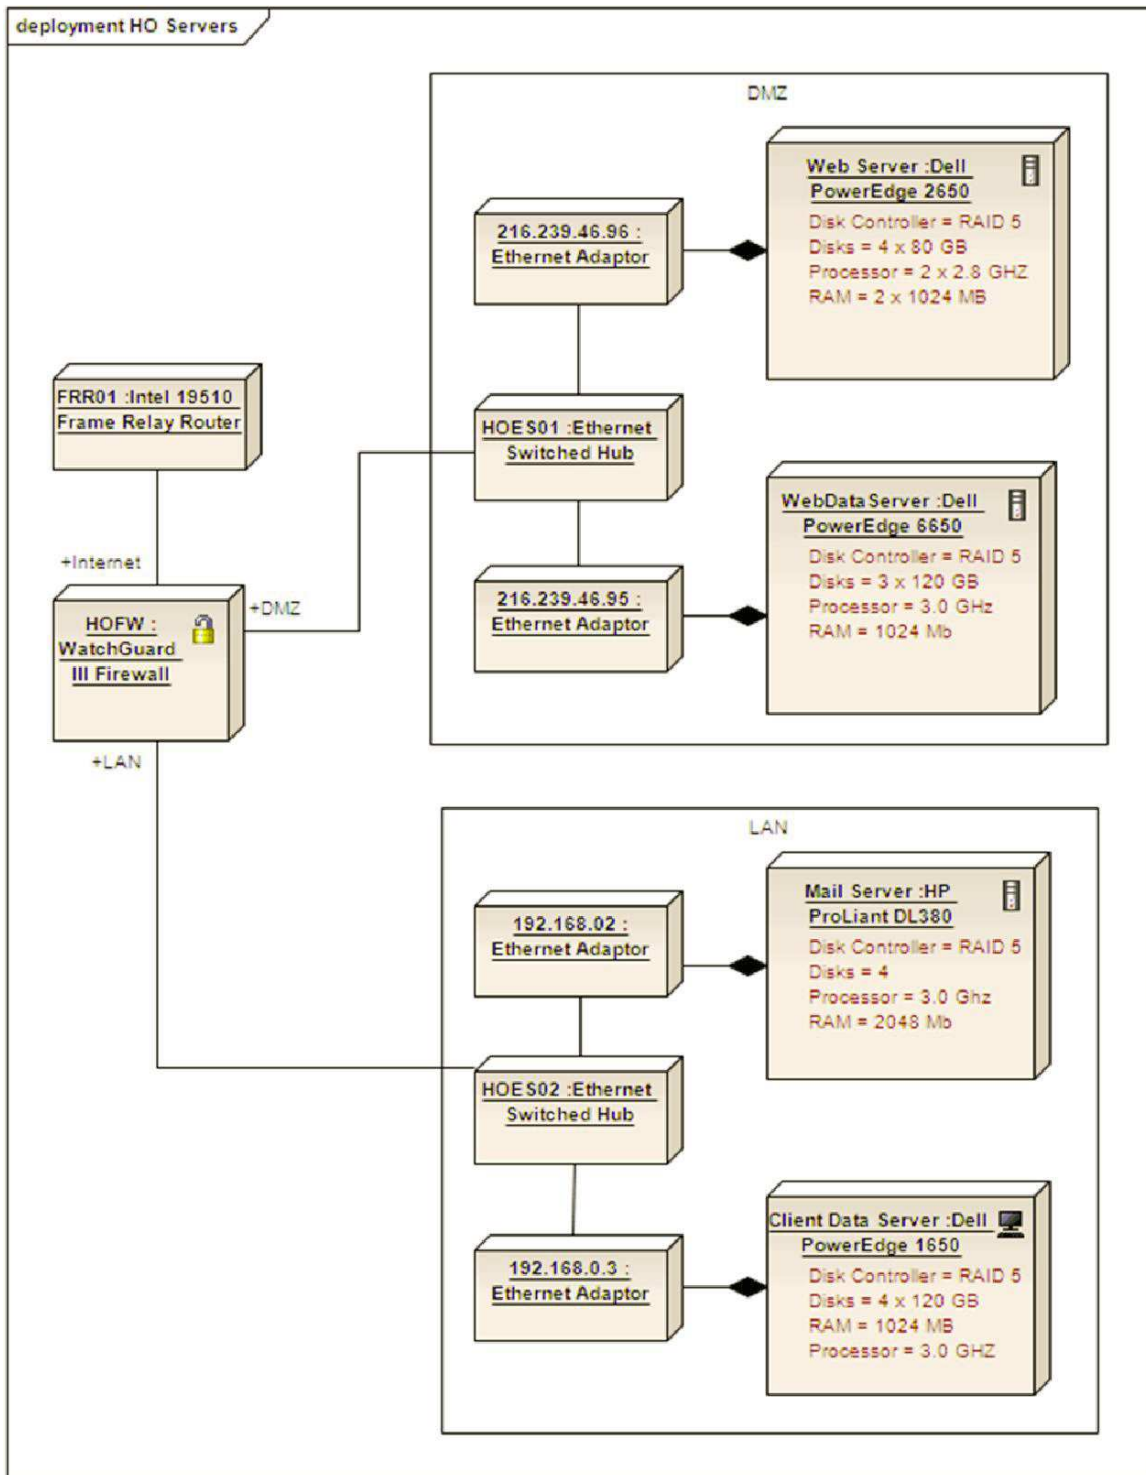 deployment HO Servers
DMZ
Web Server :Dell
PowerEdge 2650
Disk Controller = RAID 5
Disks = 4 x 80 GB
Processor = 2 x 2.8 GHZ
RAM = 2 x 1024 MB
216.239.46.96 :
Ethernet Adaptor
FRR01 :Intel 19510
Frame Relay Router
HOES01 :Ethernet
Switched Hub
WebDataServer :Dell
PowerEdge 6650
Disk Controller = RAID 5
Disks = 3 x 120 GB
Processor = 3.0 GHz
RAM = 1024 Mb
+Internet
216.239.46.95 :
Ethernet Adaptor
+DMZ
HOFW :
WatchGuard
III Firewall
+LAN
LAN
Mail Server :HP
ProLiant DL380
Disk Controller = RAID 5
Disks = 4
Processor = 3.0 Ghz
RAM = 2048 Mb
192.168.02 :
Ethernet Adaptor
HOES02 :Ethernet
Switched Hub
Client Data Server :Dell
PowerEdge 1650
Disk Controller = RAID 5
Disks = 4 x 120 GB
RAM = 1024 MB
Processor = 3.0 GHZ
192.168.0.3 :
Ethernet Adaptor